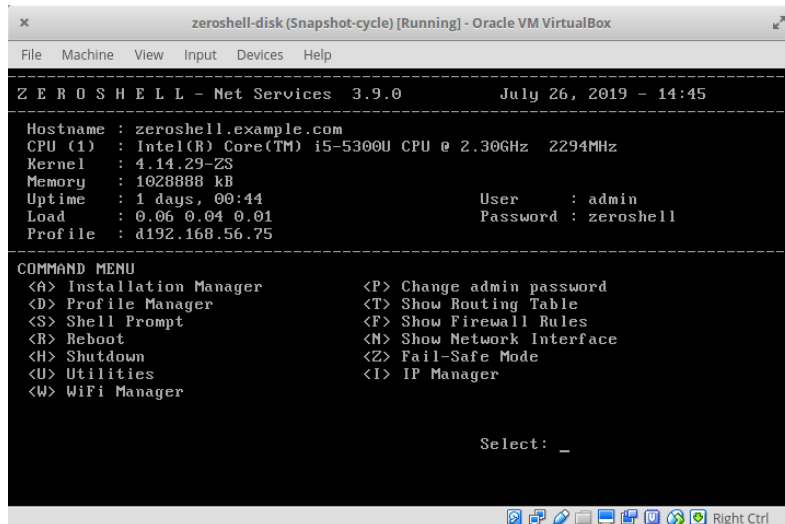 zeroshell-disk (Snapshot-cycle) [Running] - Oracle VM VirtualBox
File Machine View Input Devices Help
Z E R O S H E L L - Net Services 3.9.0 July 26, 2019 - 14:45
Hostname : zeroshell.example.com
CPU (1) : Intel(R) Core(TM) i5-5300U CPU @ 2.30GHz 2294MHz
Kernel : 4.14.29-ZS
Memory : 1028888 kB
Uptime : 1 days, 00:44 User : admin
Load : 0.06 0.04 0.01 Password : zeroshell
Profile : d192.168.56.75
COMMAND MENU
<A> Installation Manager <P> Change admin password
<D> Profile Manager <T> Show Routing Table
<S> Shell Prompt <F> Show Firewall Rules
<R> Reboot <N> Show Network Interface
<H> Shutdown <Z> Fail-Safe Mode
<U> Utilities <I> IP Manager
<W> WiFi Manager
Select: _
Right Ctrl